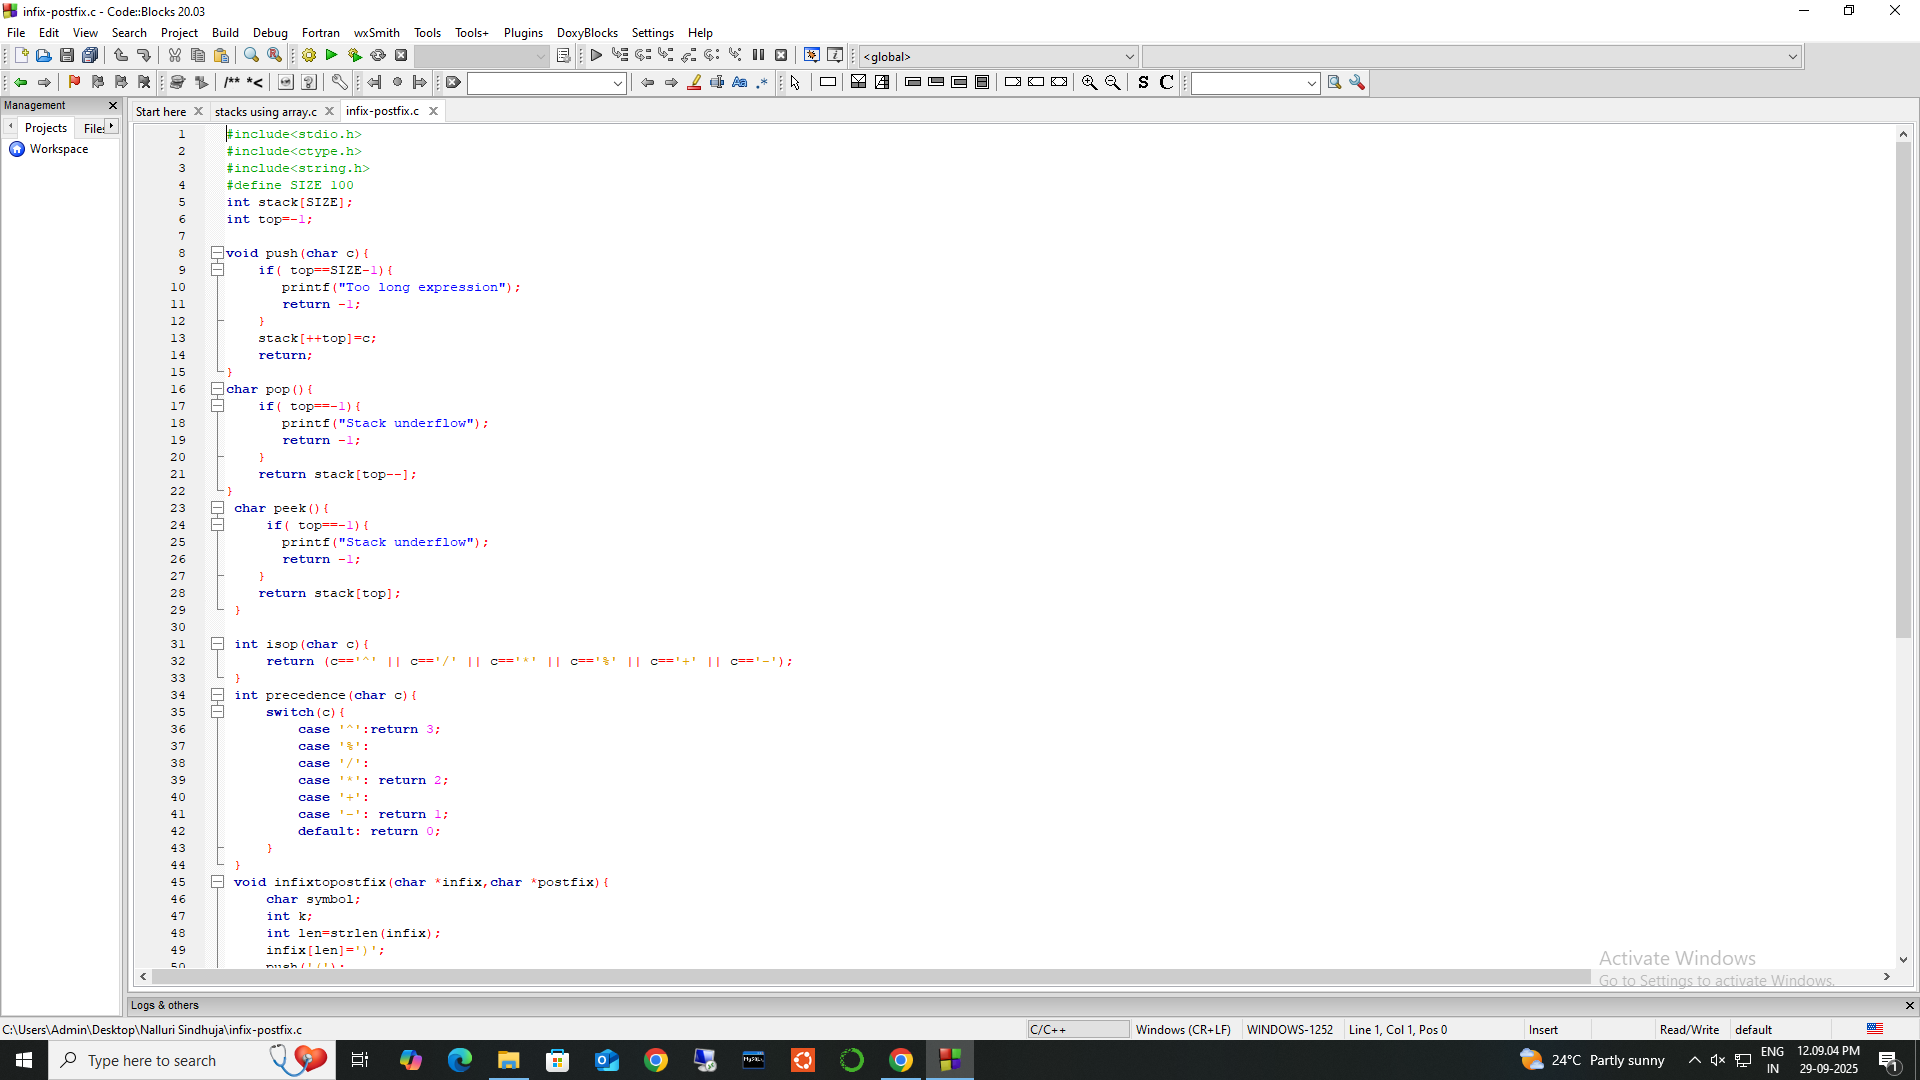 infix-postfix.c - Code::Blocks 20.03
File Edit View Search Project Build Debug Fortran wxSmith Tools Tools+ Plugins DoxyBlocks Settings Help
<global>
/** *<
Aa .*
S C
Management
Start here stacks using array.c infix-postfix.c
Projects Files
Workspace
1 #include<stdio.h>
2 #include<ctype.h>
3 #include<string.h>
4 #define SIZE 100
5 int stack[SIZE];
6 int top=-1;
7
8 void push(char c){
9 if( top==SIZE-1){
10 printf("Too long expression");
11 return -1;
12 }
13 stack[++top]=c;
14 return;
15 }
16 char pop(){
17 if( top==-1){
18 printf("Stack underflow");
19 return -1;
20 }
21 return stack[top--];
22 }
23 char peek(){
24 if( top==-1){
25 printf("Stack underflow");
26 return -1;
27 }
28 return stack[top];
29 }
30
31 int isop(char c){
32 return (c=='^' || c=='/' || c=='*' || c=='%' || c=='+' || c=='-');
33 }
34 int precedence(char c){
35 switch(c){
36 case '^':return 3;
37 case '%':
38 case '/':
39 case '*': return 2;
40 case '+':
41 case '-': return 1;
42 default: return 0;
43 }
44 }
45 void infixtopostfix(char *infix,char *postfix){
46 char symbol;
47 int k;
48 int len=strlen(infix);
49 infix[len]=')';
50 push('(');
Activate Windows
Go to Settings to activate Windows.
Logs & others
C:\Users\Admin\Desktop\Nalluri Sindhuja\infix-postfix.c C/C++ Windows (CR+LF) WINDOWS-1252 Line 1, Col 1, Pos 0 Insert Read/Write default
Type here to search
24°C Partly sunny
ENG
IN
12.09.04 PM
29-09-2025
1